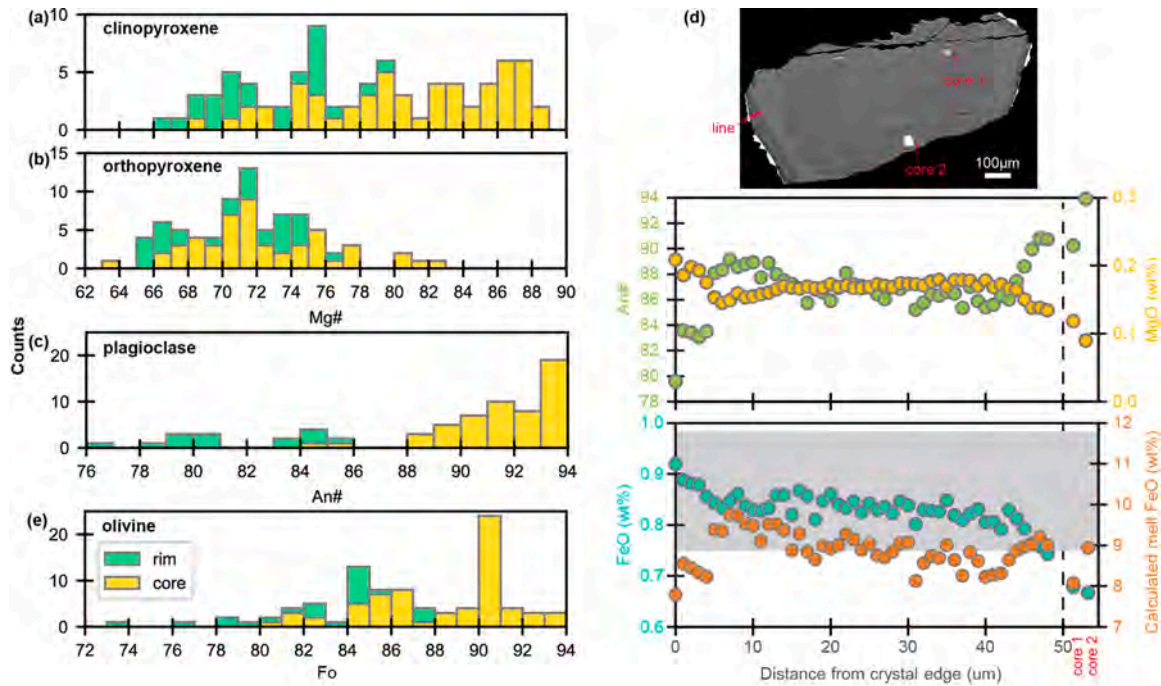 (a)
clinopyroxene
10
5
0
(b)
orthopyroxene
15
10
5
0
62 64 66 68 70 72 74 76 78 80 82 84 86 88 90
Mg#
Counts
(c)
plagioclase
20
10
0
76 78 80 82 84 86 88 90 92 94
An#
(e)
olivine
rim
core
20
10
0
72 74 76 78 80 82 84 86 88 90 92 94
Fo
(d)
core 1
line
core 2
100μm
94
92
90
88
86
84
82
80
78
An#
0.3
0.2
0.1
0.0
MgO (wt%)
1.0
0.9
0.8
0.7
0.6
FeO (wt%)
12
11
10
9
8
7
Calculated melt FeO (wt%)
0 10 20 30 40 50
core 1
core 2
Distance from crystal edge (um)